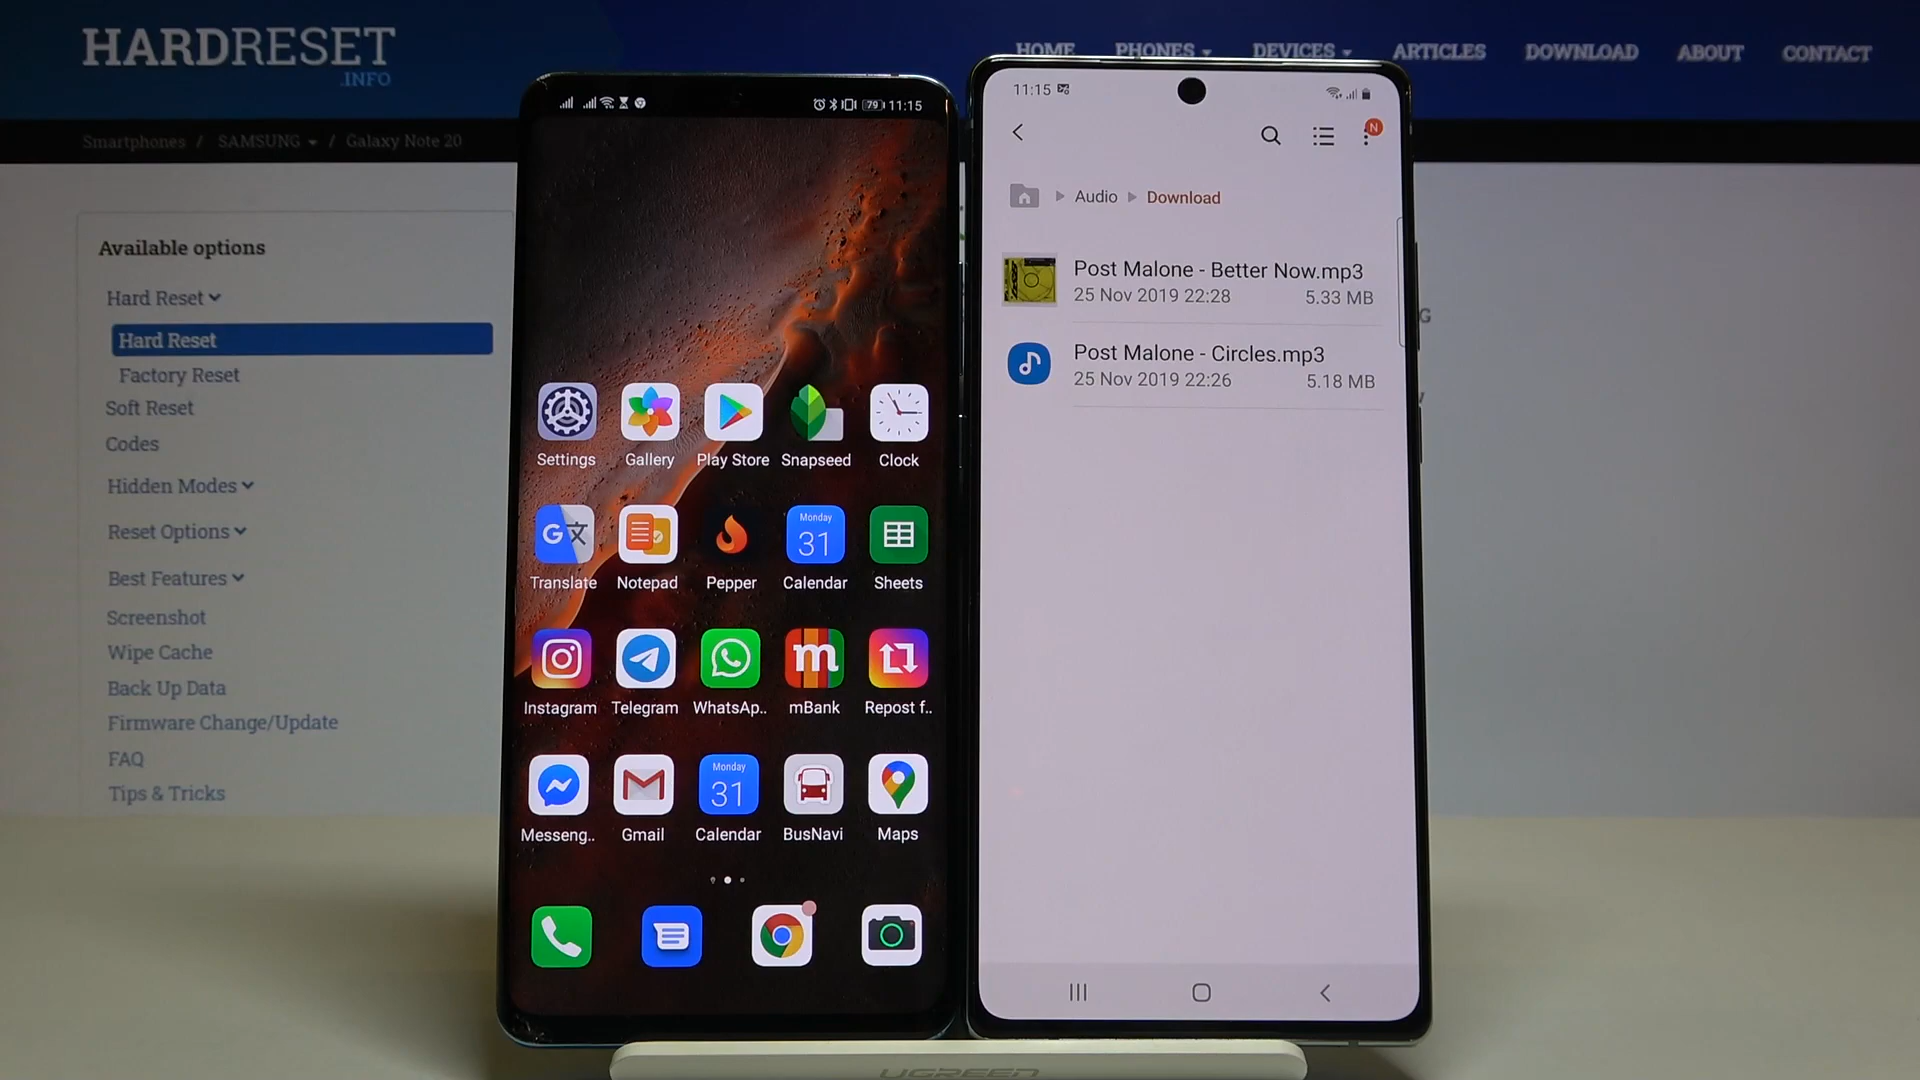 HARDRESET
.INFO
HOME PHONES DEVICES ARTICLES DOWNLOAD ABOUT CONTACT
Smartphones / SAMSUNG / Galaxy Note 20
Available options
Hard Reset
Hard Reset
Factory Reset
Soft Reset
Codes
Hidden Modes
Reset Options
Best Features
Screenshot
Wipe Cache
Back Up Data
Firmware Change/Update
FAQ
Tips & Tricks
79 11:15
Settings Gallery Play Store Snapseed Clock
G文
Monday
31
Translate Notepad Pepper Calendar Sheets
m
Instagram Telegram WhatsAp.. mBank Repost f..
Monday
31
Messeng.. Gmail Calendar BusNavi Maps
11:15
N
Audio Download
Post Malone - Better Now.mp3
25 Nov 2019 22:28 5.33 MB
Post Malone - Circles.mp3
25 Nov 2019 22:26 5.18 MB
G
UGREEN